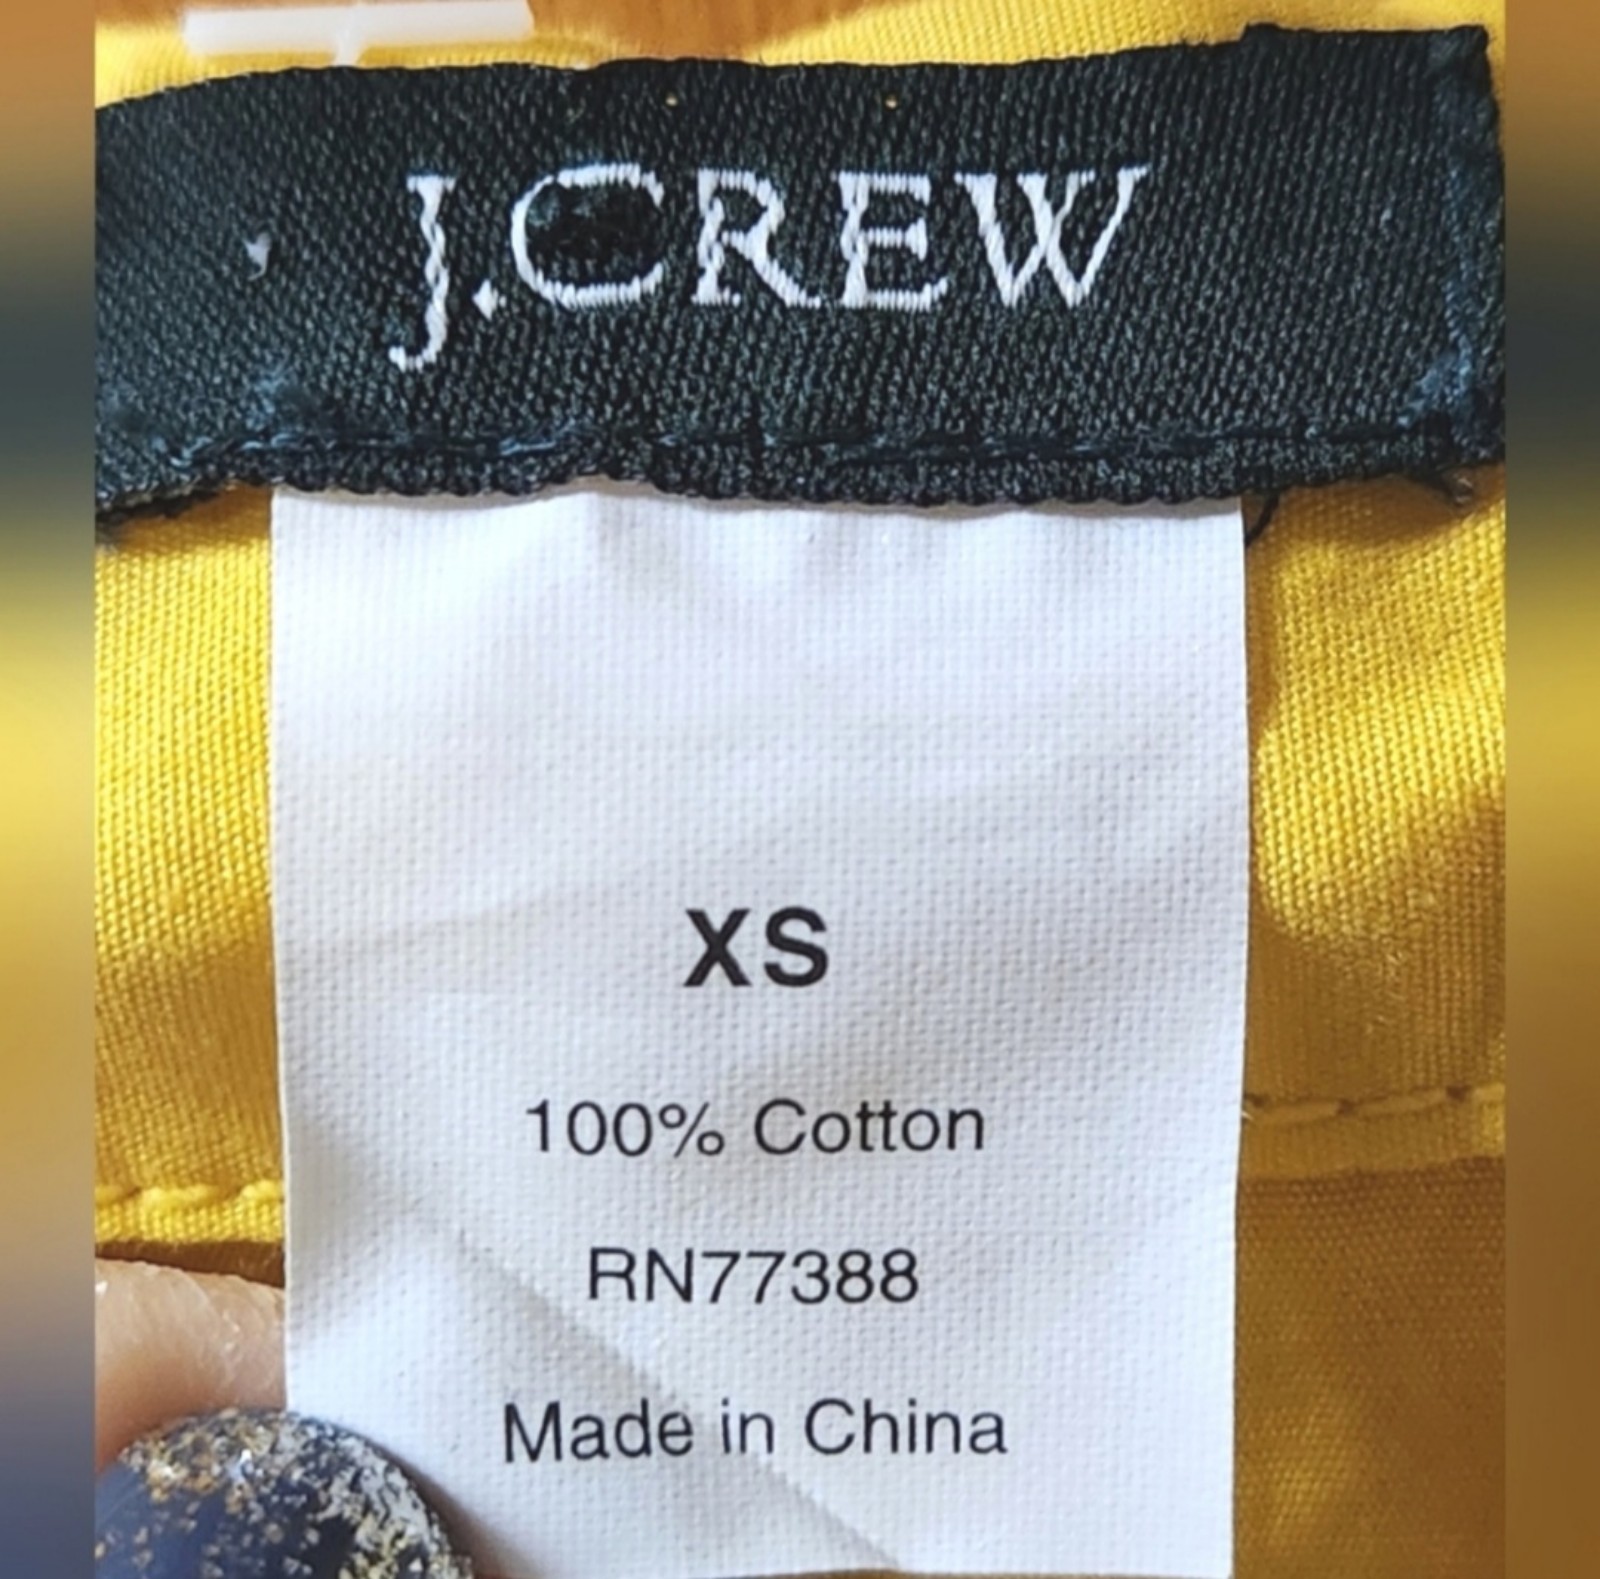 J.CREW
XS
100% Cotton
RN77388
Made in China